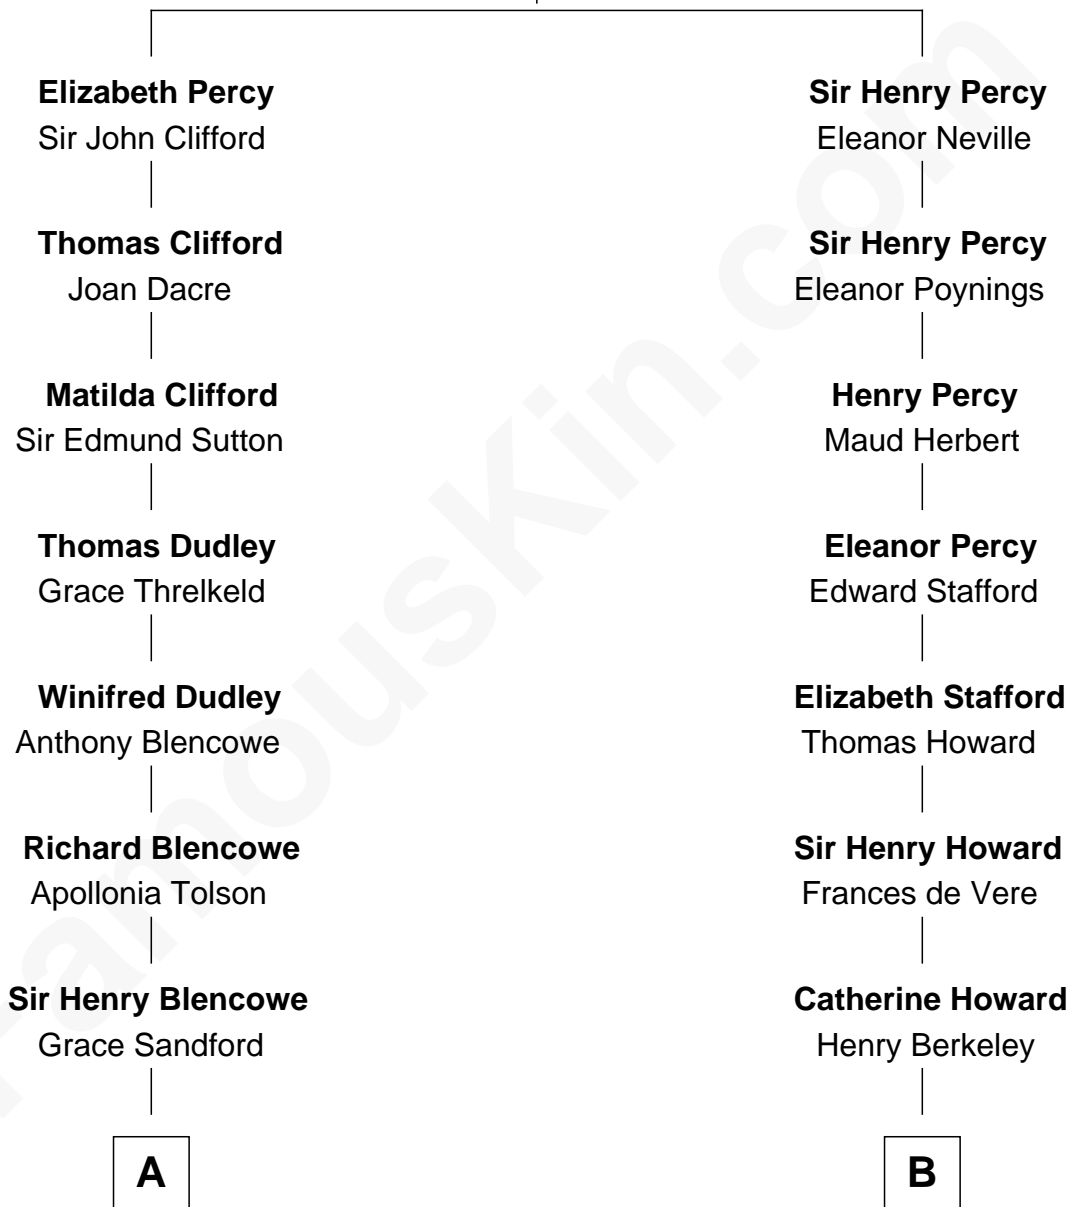 Elizabeth Percy
Sir John Clifford
Thomas Clifford
Joan Dacre
Matilda Clifford
Sir Edmund Sutton
Thomas Dudley
Grace Threlkeld
Winifred Dudley
Anthony Blencowe
Richard Blencowe
Apollonia Tolson
Sir Henry Blencowe
Grace Sandford
A
Sir Henry Percy
Eleanor Neville
Sir Henry Percy
Eleanor Poynings
Henry Percy
Maud Herbert
Eleanor Percy
Edward Stafford
Elizabeth Stafford
Thomas Howard
Sir Henry Howard
Frances de Vere
Catherine Howard
Henry Berkeley
B
FamousKin.com